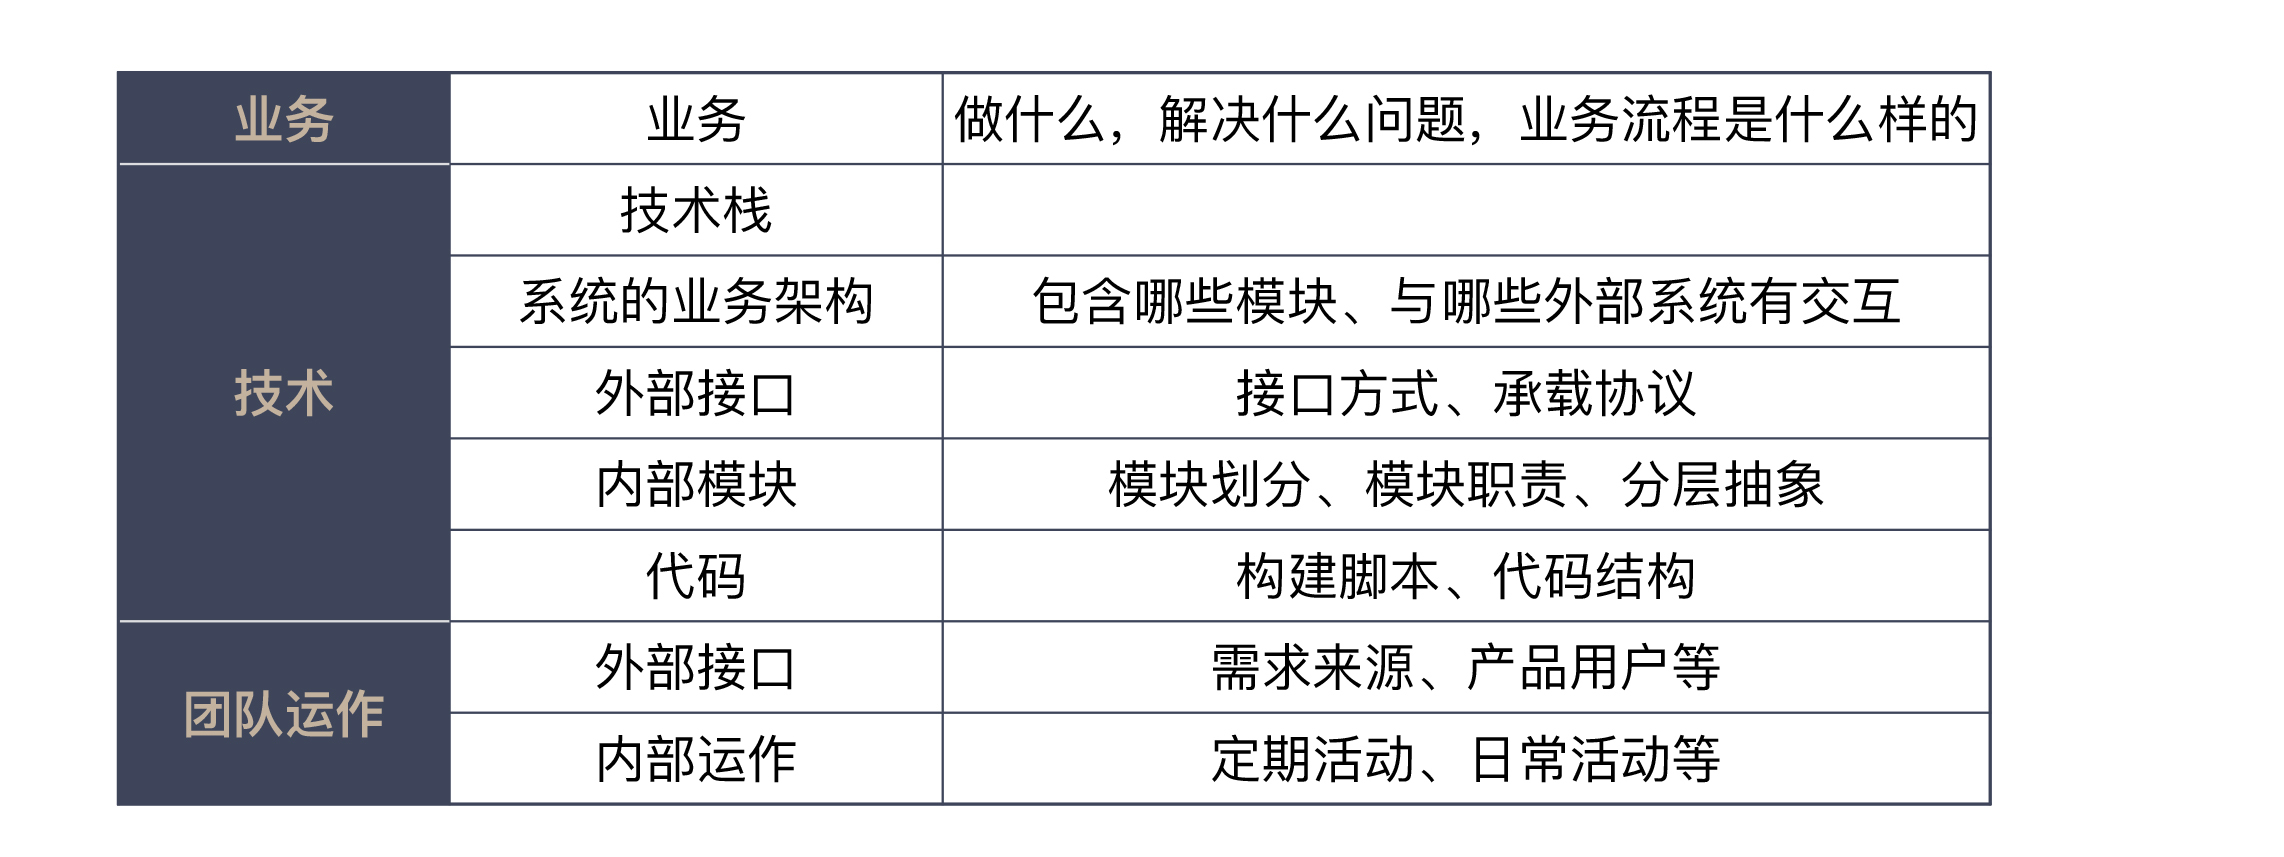 业务 业务 做什么，解决什么问题，业务流程是什么样的
技术 技术栈
系统的业务架构 包含哪些模块、与哪些外部系统有交互
外部接口 接口方式、承载协议
内部模块 模块划分、模块职责、分层抽象
代码 构建脚本、代码结构
团队运作 外部接口 需求来源、产品用户等
内部运作 定期活动、日常活动等